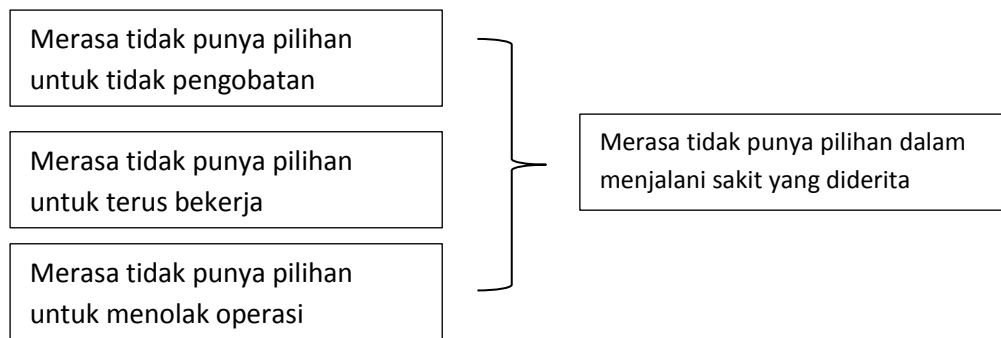 Merasa tidak punya pilihan
untuk tidak pengobatan
Merasa tidak punya pilihan
untuk terus bekerja
Merasa tidak punya pilihan
untuk menolak operasi
Merasa tidak punya pilihan dalam
menjalani sakit yang diderita